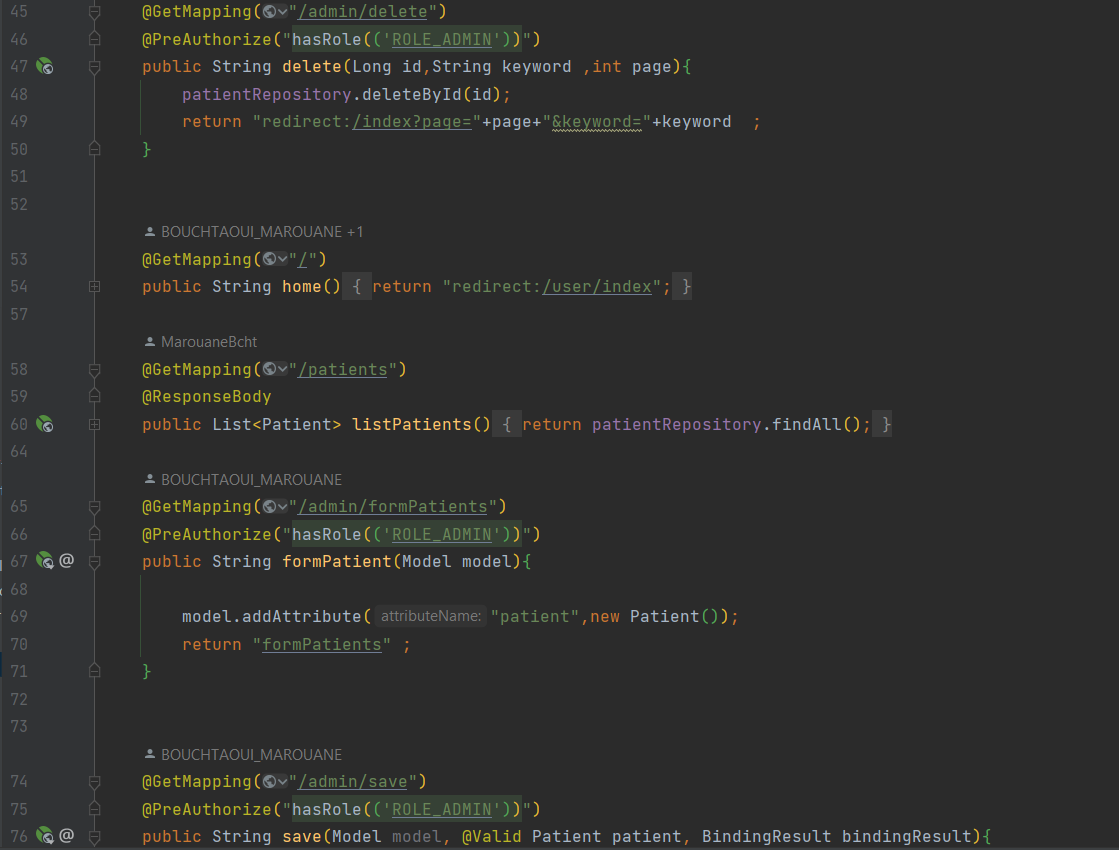 45 @GetMapping("/admin/delete")
46 @PreAuthorize("hasRole(('ROLE_ADMIN'))")
47 public String delete(Long id,String keyword ,int page){
48 patientRepository.deleteById(id);
49 return "redirect:/index?page="+page+"&keyword="+keyword ;
50 }
51
52
BOUCHTAOUI_MAROUANE +1
53 @GetMapping("/")
54 public String home() { return "redirect:/user/index"; }
57
MarouaneBcht
58 @GetMapping("/patients")
59 @ResponseBody
60 public List<Patient> listPatients() { return patientRepository.findAll(); }
64
BOUCHTAOUI_MAROUANE
65 @GetMapping("/admin/formPatients")
66 @PreAuthorize("hasRole(('ROLE_ADMIN'))")
67 @ public String formPatient(Model model){
68
69 model.addAttribute( attributeName: "patient",new Patient());
70 return "formPatients" ;
71 }
72
73
BOUCHTAOUI_MAROUANE
74 @GetMapping("/admin/save")
75 @PreAuthorize("hasRole(('ROLE_ADMIN'))")
76 @ public String save(Model model, @Valid Patient patient, BindingResult bindingResult){